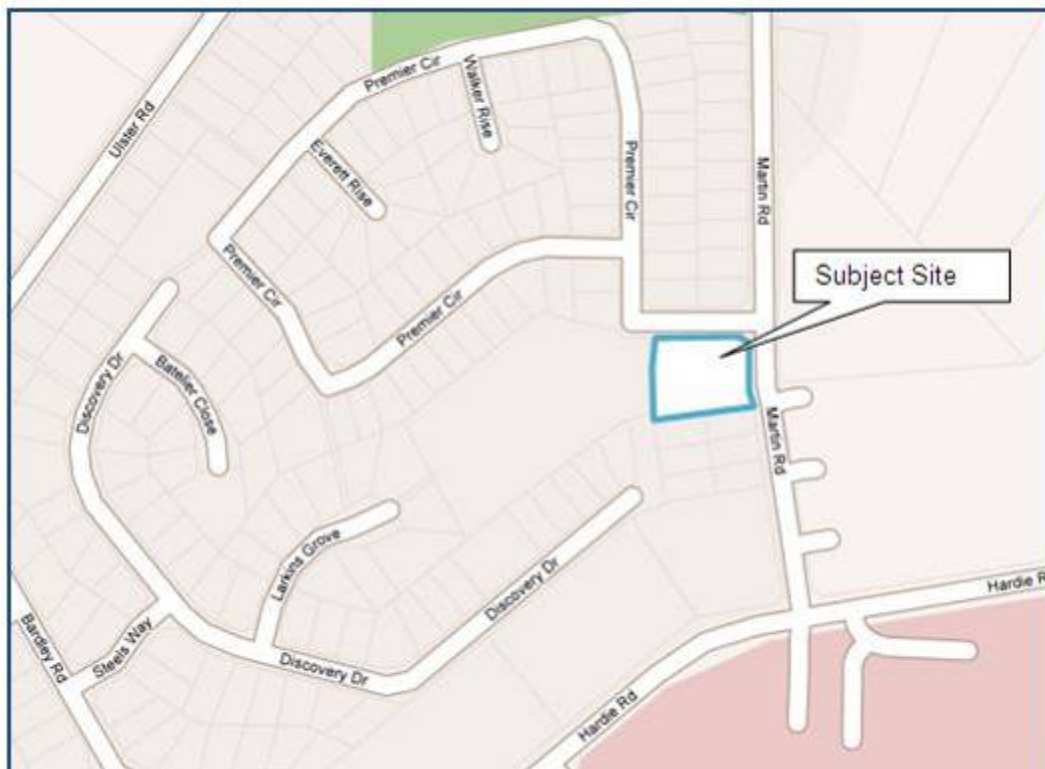 Premier Cir
Walker Rise
Ulster Rd
Everett Rise
Premier Cir
Martin Rd
Subject Site
Premier Cir
Premier Cir
Discovery Dr
Batelier Close
Martin Rd
Larkins Grove
Discovery Dr
Hardie R
Bardley Rd
Steels Way
Discovery Dr
Hardie Rd